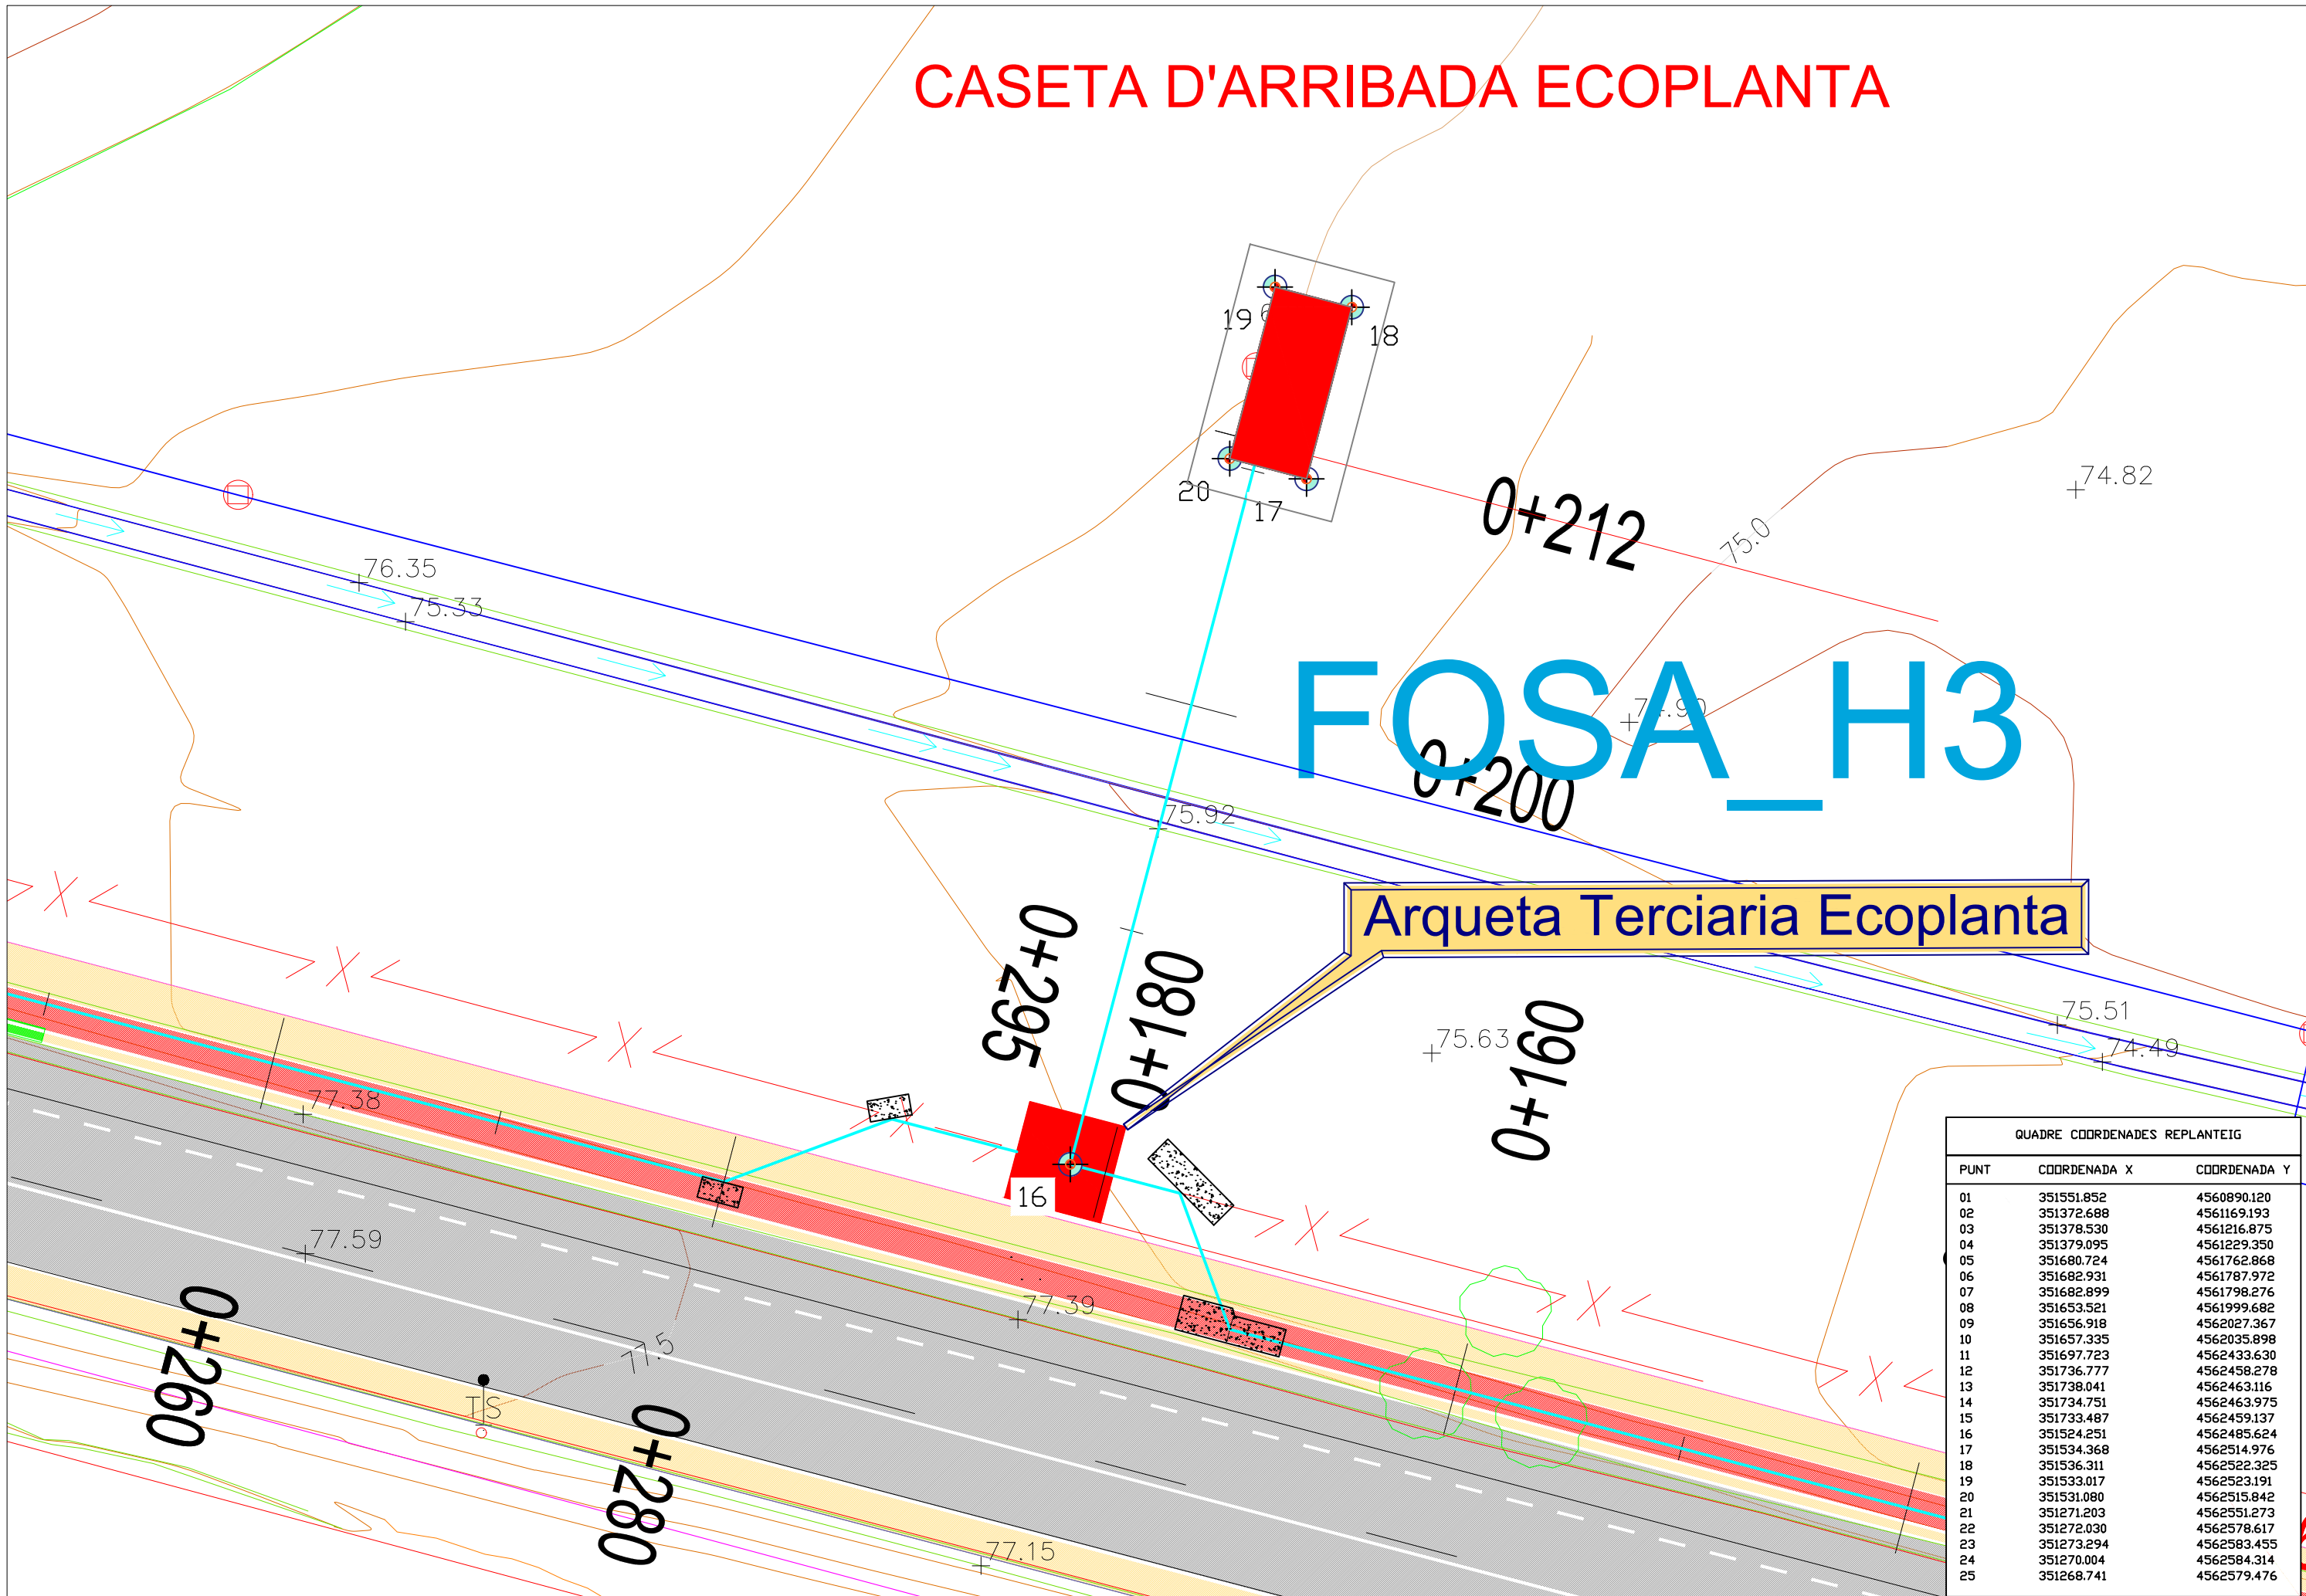 CASETA D'ARRIBADA ECOPLANTA
19
18
20
17
0+212
74.82
75.0
76.35
75.33
FOSA_H3
74.90
0+200
75.92
Arqueta Terciaria Ecoplanta
0+295
0+180
0+160
75.63
75.51
74.49
77.38
16
77.59
77.39
77.5
0+260
TS
0+280
77.15
QUADRE COORDENADES REPLANTEIG
PUNT COORDENADA X COORDENADA Y
01 351551.852 4560890.120
02 351372.688 4561169.193
03 351378.530 4561216.875
04 351379.095 4561229.350
05 351680.724 4561762.868
06 351682.931 4561787.972
07 351682.899 4561798.276
08 351653.521 4561999.682
09 351656.918 4562027.367
10 351657.335 4562035.898
11 351697.723 4562433.630
12 351736.777 4562458.278
13 351738.041 4562463.116
14 351734.751 4562463.975
15 351733.487 4562459.137
16 351524.251 4562485.624
17 351534.368 4562514.976
18 351536.311 4562522.325
19 351533.017 4562523.191
20 351531.080 4562515.842
21 351271.203 4562551.273
22 351272.030 4562578.617
23 351273.294 4562583.455
24 351270.004 4562584.314
25 351268.741 4562579.476